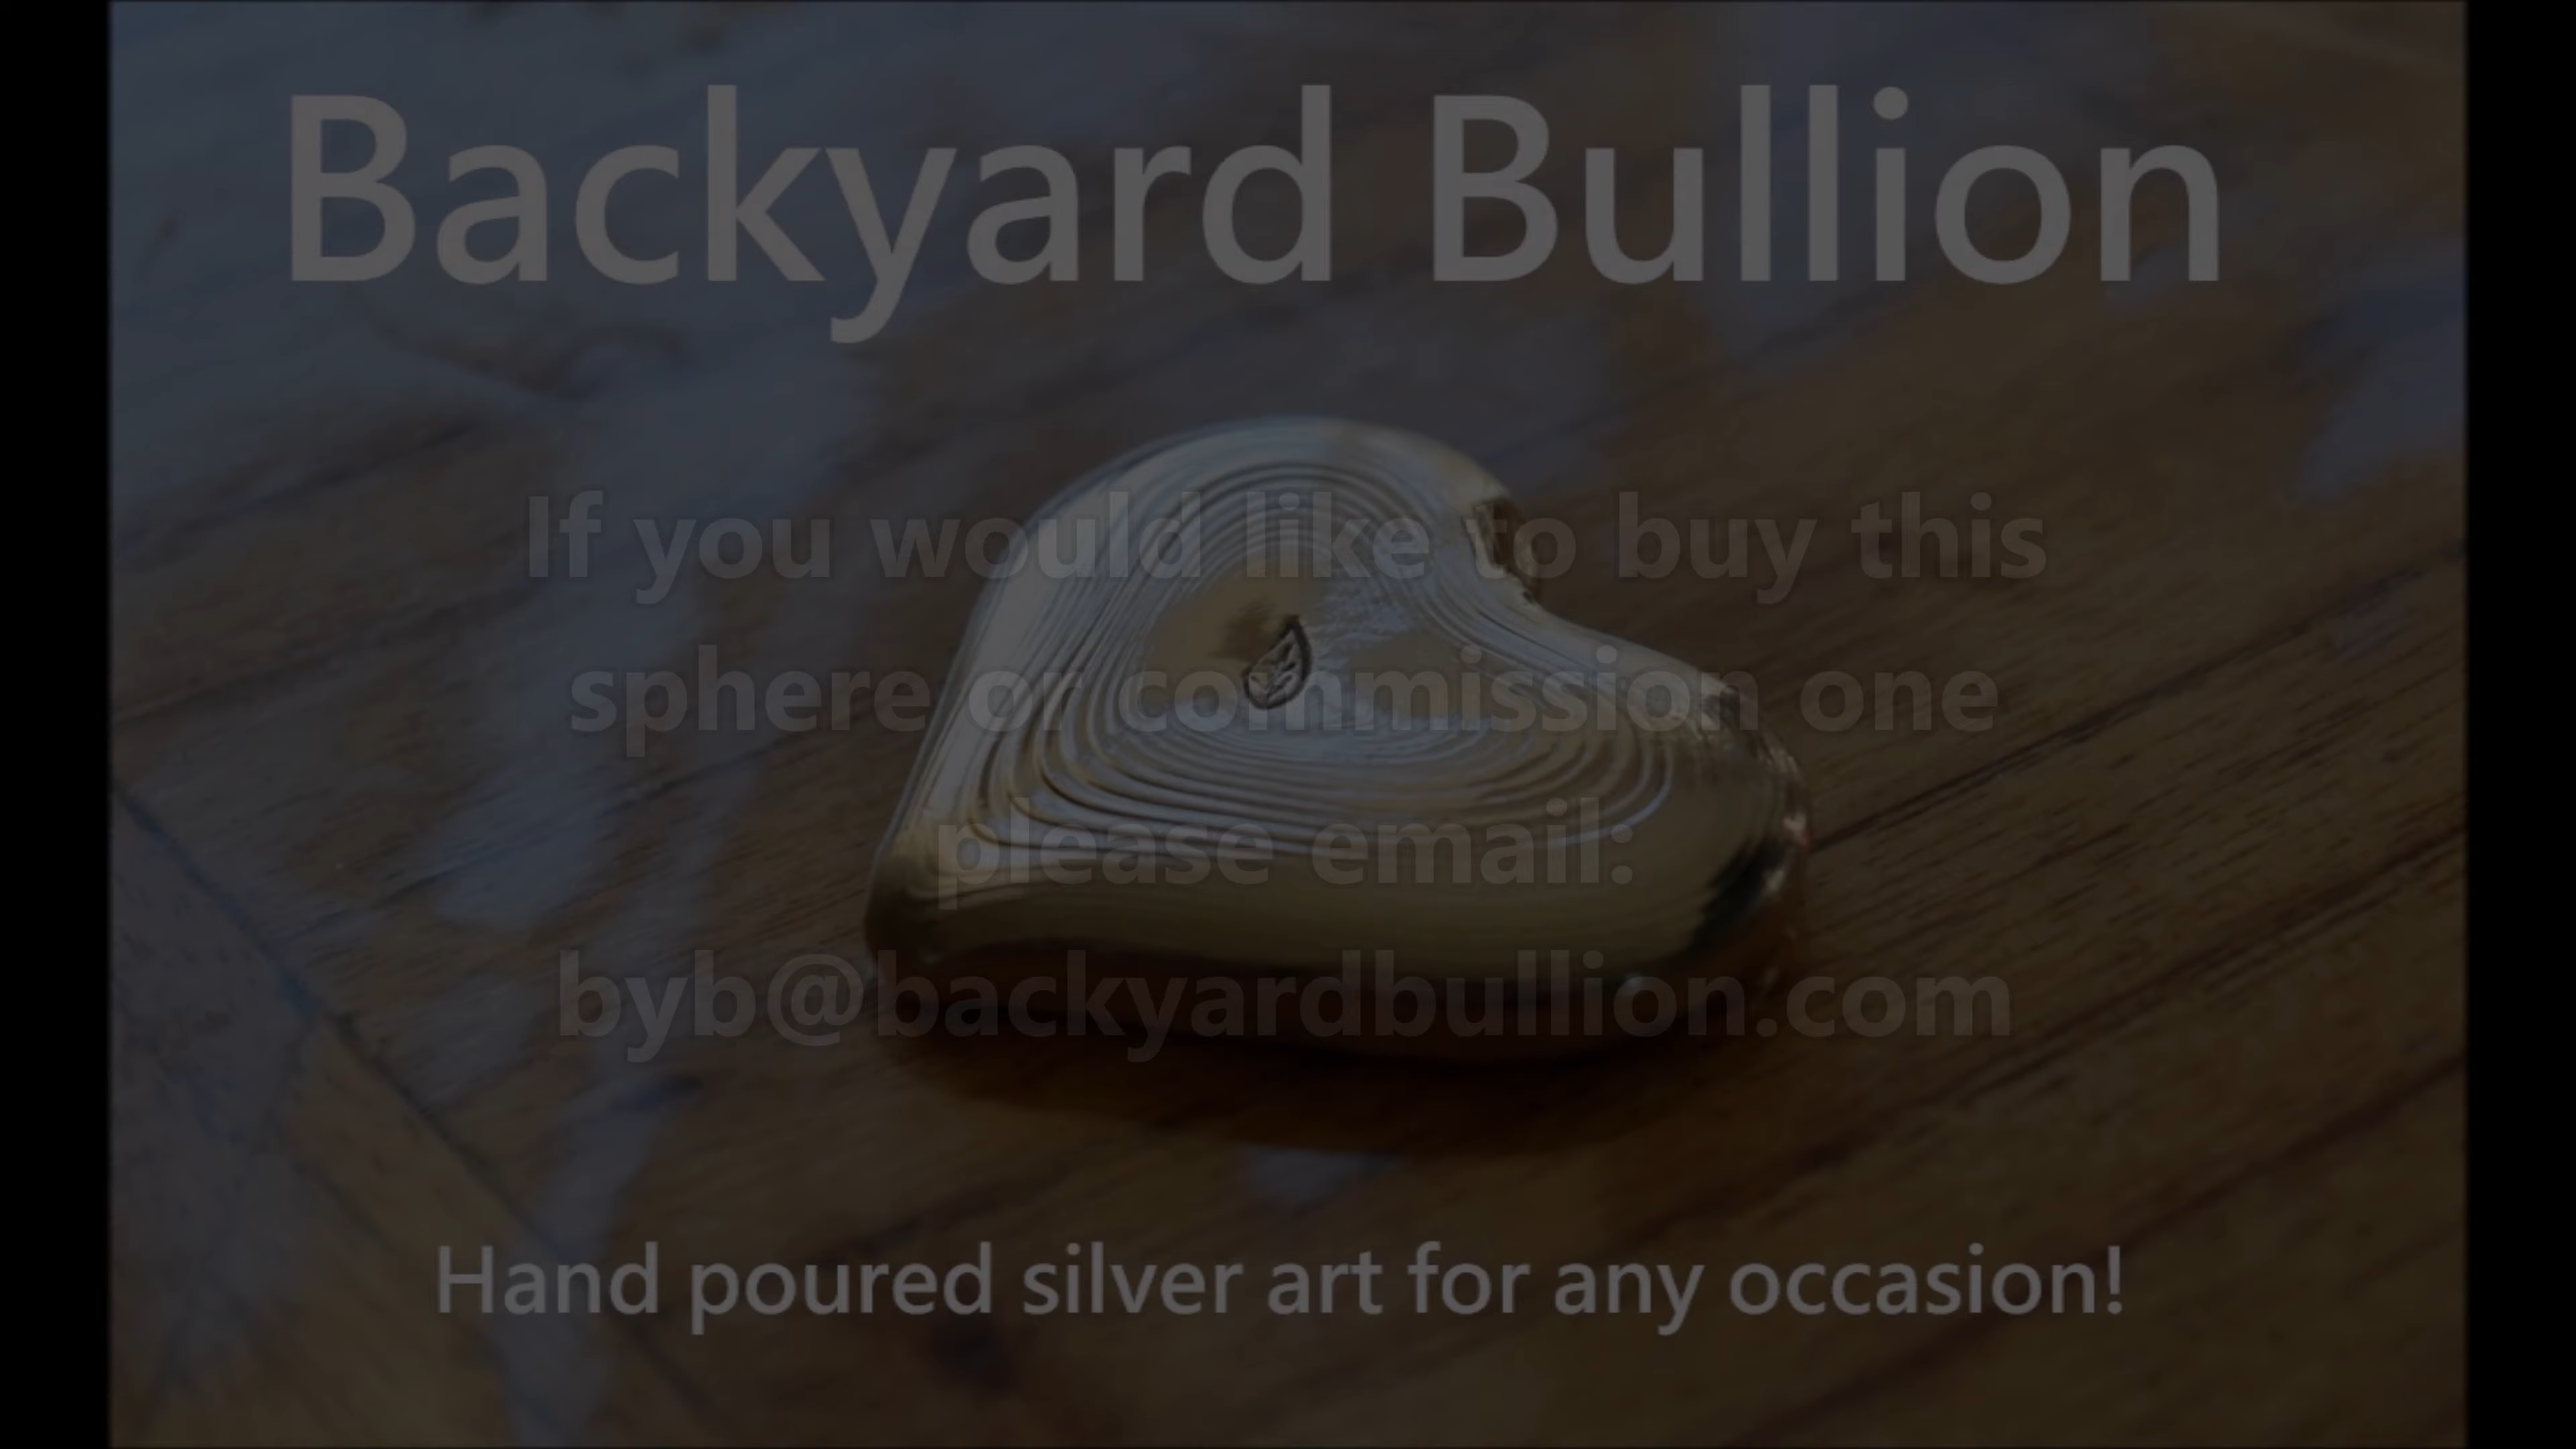 Backyard Bullion
If you would like to buy this
sphere or commission one
please email:
byb@backyardbullion.com
Hand poured silver art for any occasion!